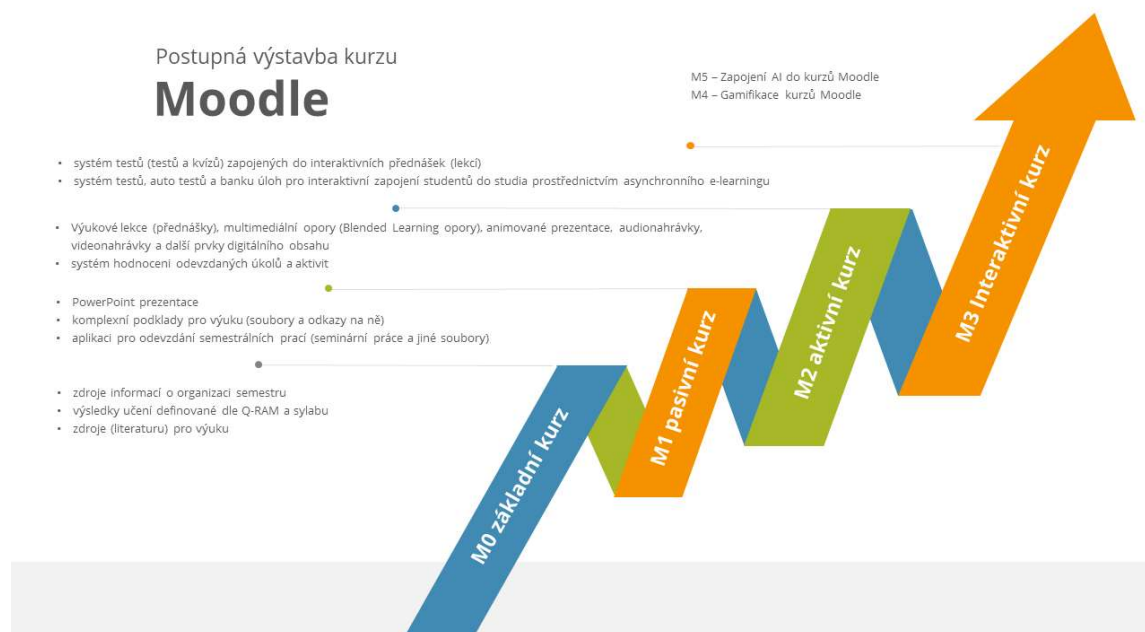 Postupná výstavba kurzu
Moodle
M5 – Zapojení AI do kurzů Moodle
M4 – Gamifikace kurzů Moodle
• systém testů (testů a kvízů) zapojených do interaktivních přednášek (lekcí)
• systém testů, auto testů a banku úloh pro interaktivní zapojení studentů do studia prostřednictvím asynchronního e-learningu
• Výukové lekce (přednášky), multimediální opory (Blended Learning opory), animované prezentace, audionahrávky,
videonahrávky a další prvky digitálního obsahu
• systém hodnoceni odevzdaných úkolů a aktivit
• PowerPoint prezentace
• komplexní podklady pro výuku (soubory a odkazy na ně)
• aplikaci pro odevzdání semestrálních prací (seminární práce a jiné soubory)
• zdroje informací o organizaci semestru
• výsledky učení definované dle Q-RAM a sylabu
• zdroje (literaturu) pro výuku
M0 základní kurz
M1 pasivní kurz
M2 aktivní kurz
M3 Interaktivní kurz